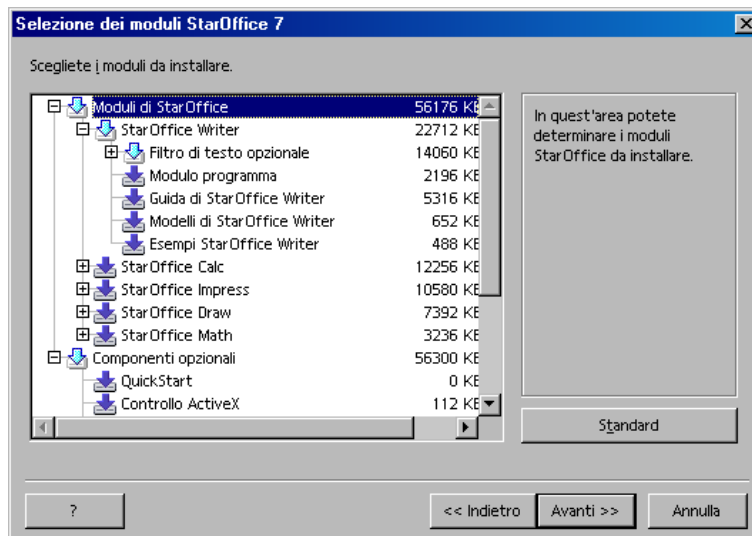 Selezione dei moduli StarOffice 7
Scegliete i moduli da installare.
Moduli di StarOffice 56176 KB
StarOffice Writer 22712 KB
Filtro di testo opzionale 14060 KB
Modulo programma 2196 KB
Guida di StarOffice Writer 5316 KB
Modelli di StarOffice Writer 652 KB
Esempi StarOffice Writer 488 KB
StarOffice Calc 12256 KB
StarOffice Impress 10580 KB
StarOffice Draw 7392 KB
StarOffice Math 3236 KB
Componenti opzionali 56300 KB
QuickStart 0 KB
Controllo ActiveX 112 KB
In quest'area potete
determinare i moduli
StarOffice da installare.
Standard
? << Indietro Avanti >> Annulla